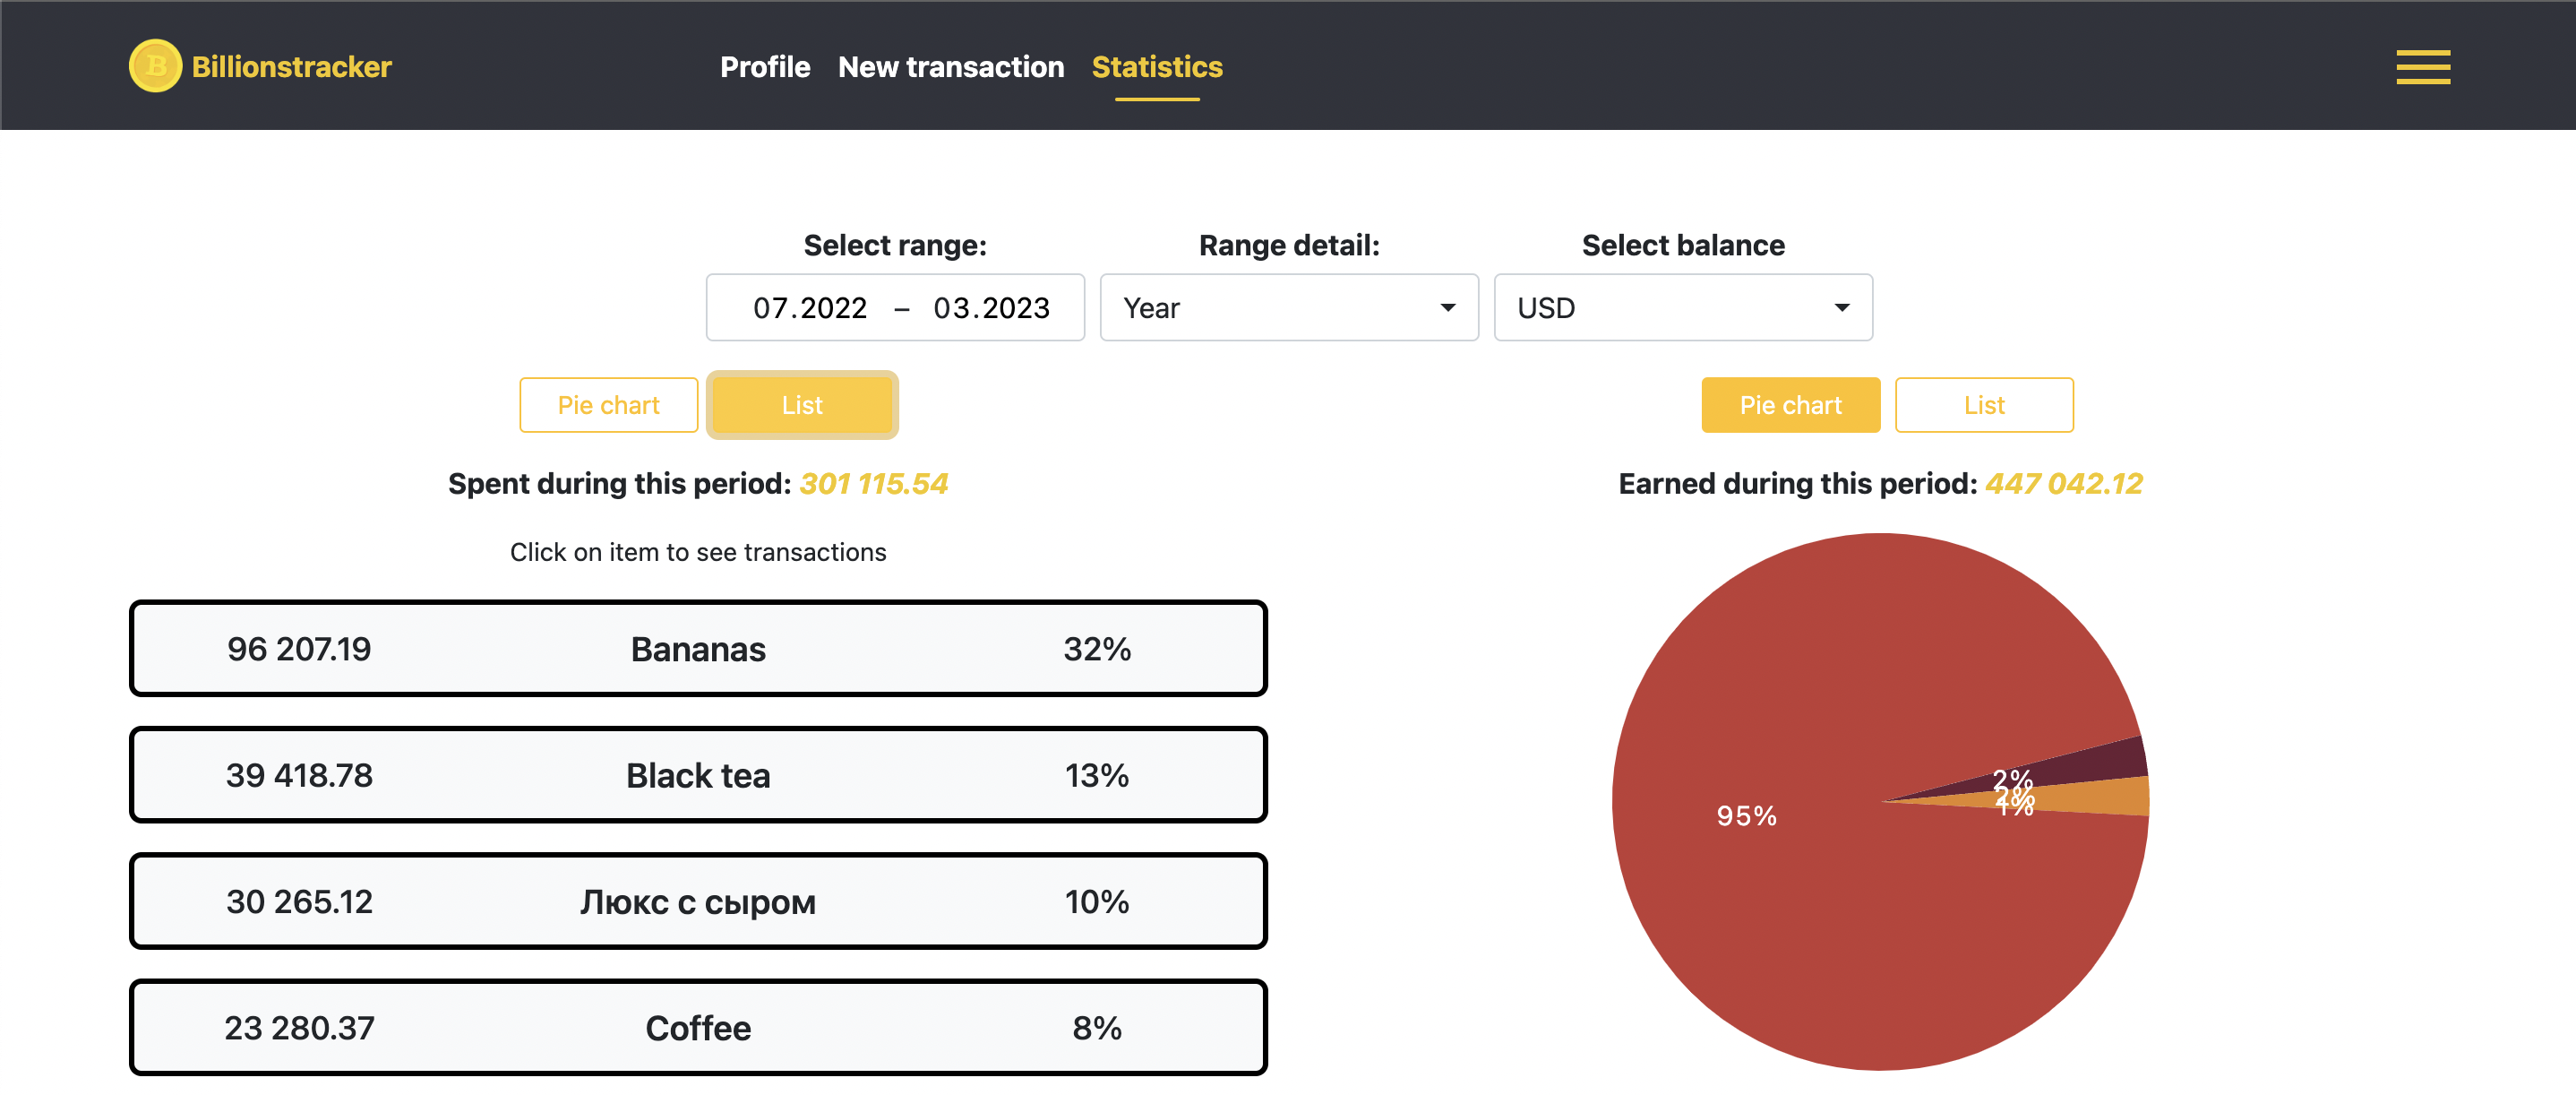 Billionstracker
Profile New transaction Statistics
Select range: Range detail: Select balance
07.2022 – 03.2023 Year USD
Pie chart List
Pie chart List
Spent during this period: 301 115.54
Earned during this period: 447 042.12
Click on item to see transactions
96 207.19 Bananas 32%
39 418.78 Black tea 13%
30 265.12 Люкс с сыром 10%
23 280.37 Coffee 8%
2%
95%